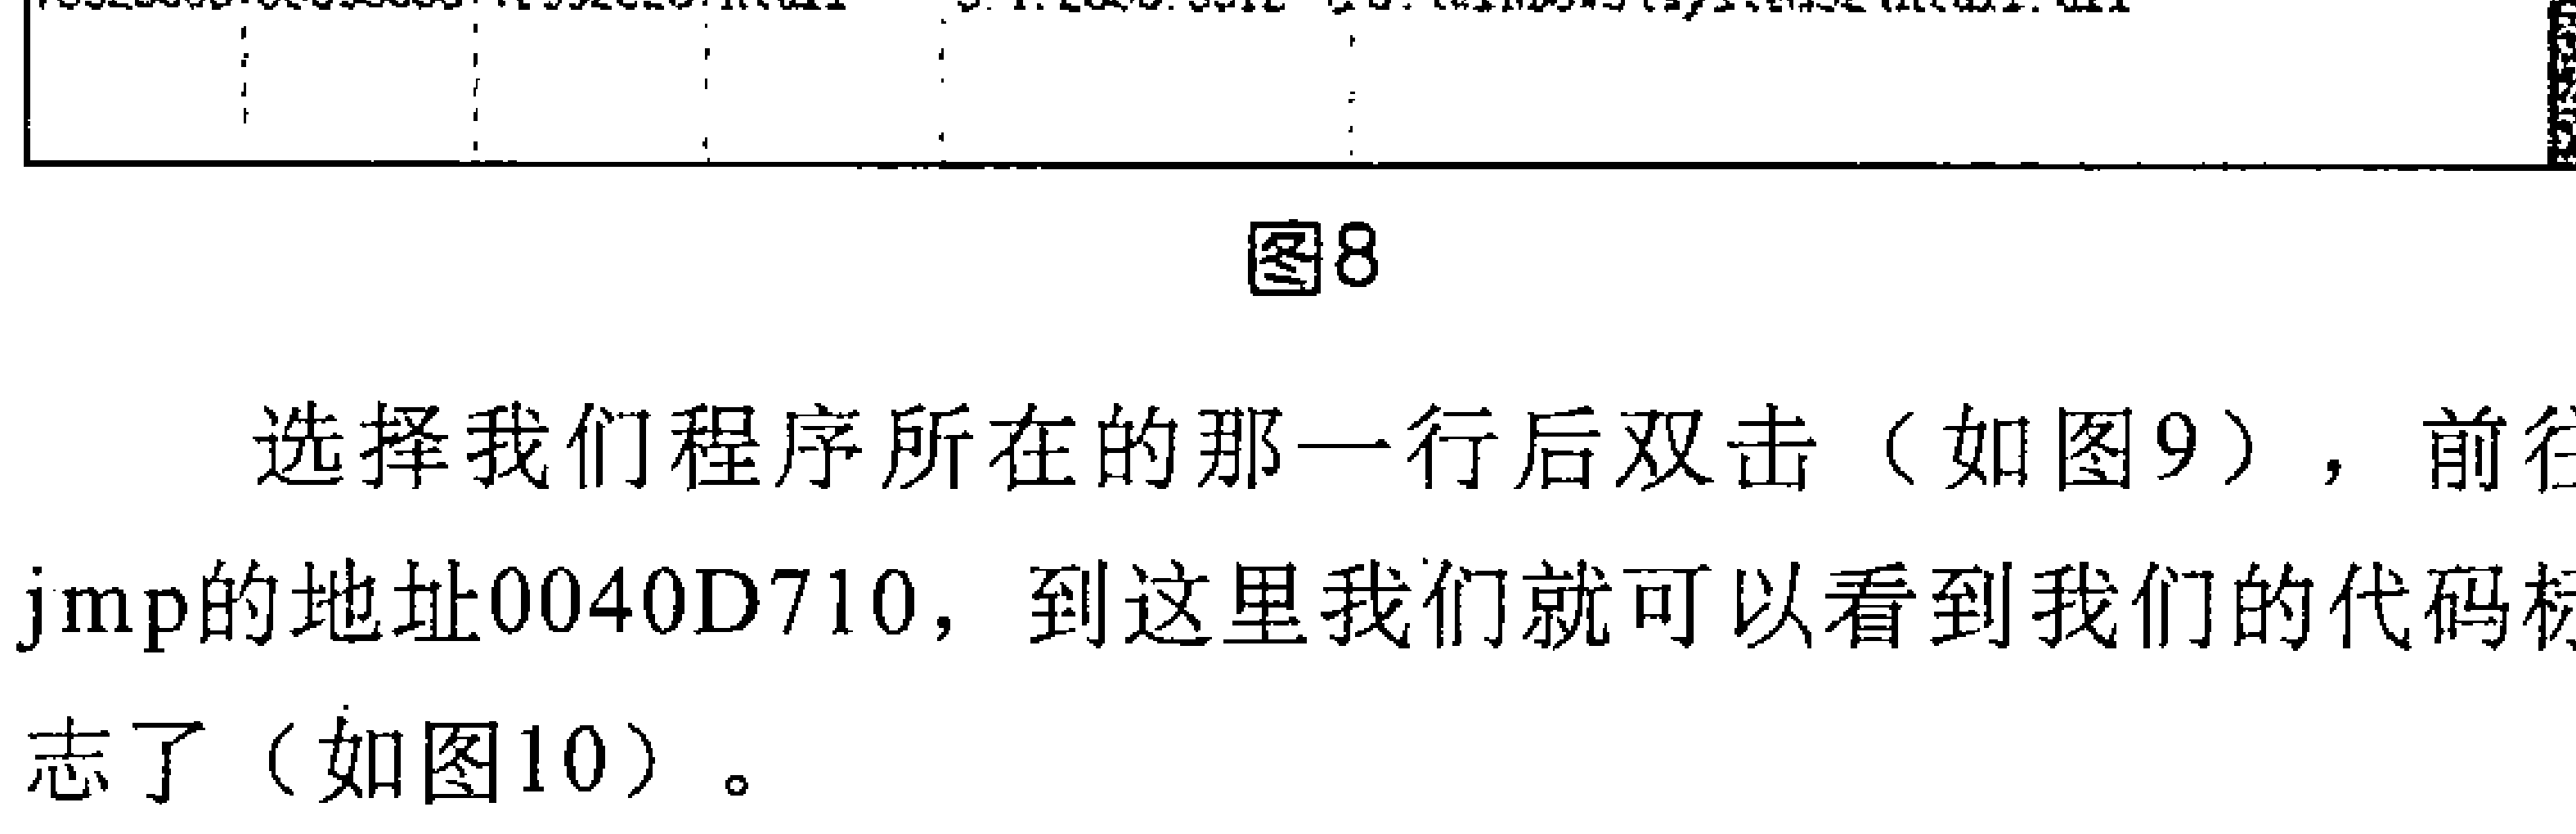 图8
选择我们程序所在的那一行后双击（如图9），前往
jmp的地址0040D710，到这里我们就可以看到我们的代码标
志了（如图10）。